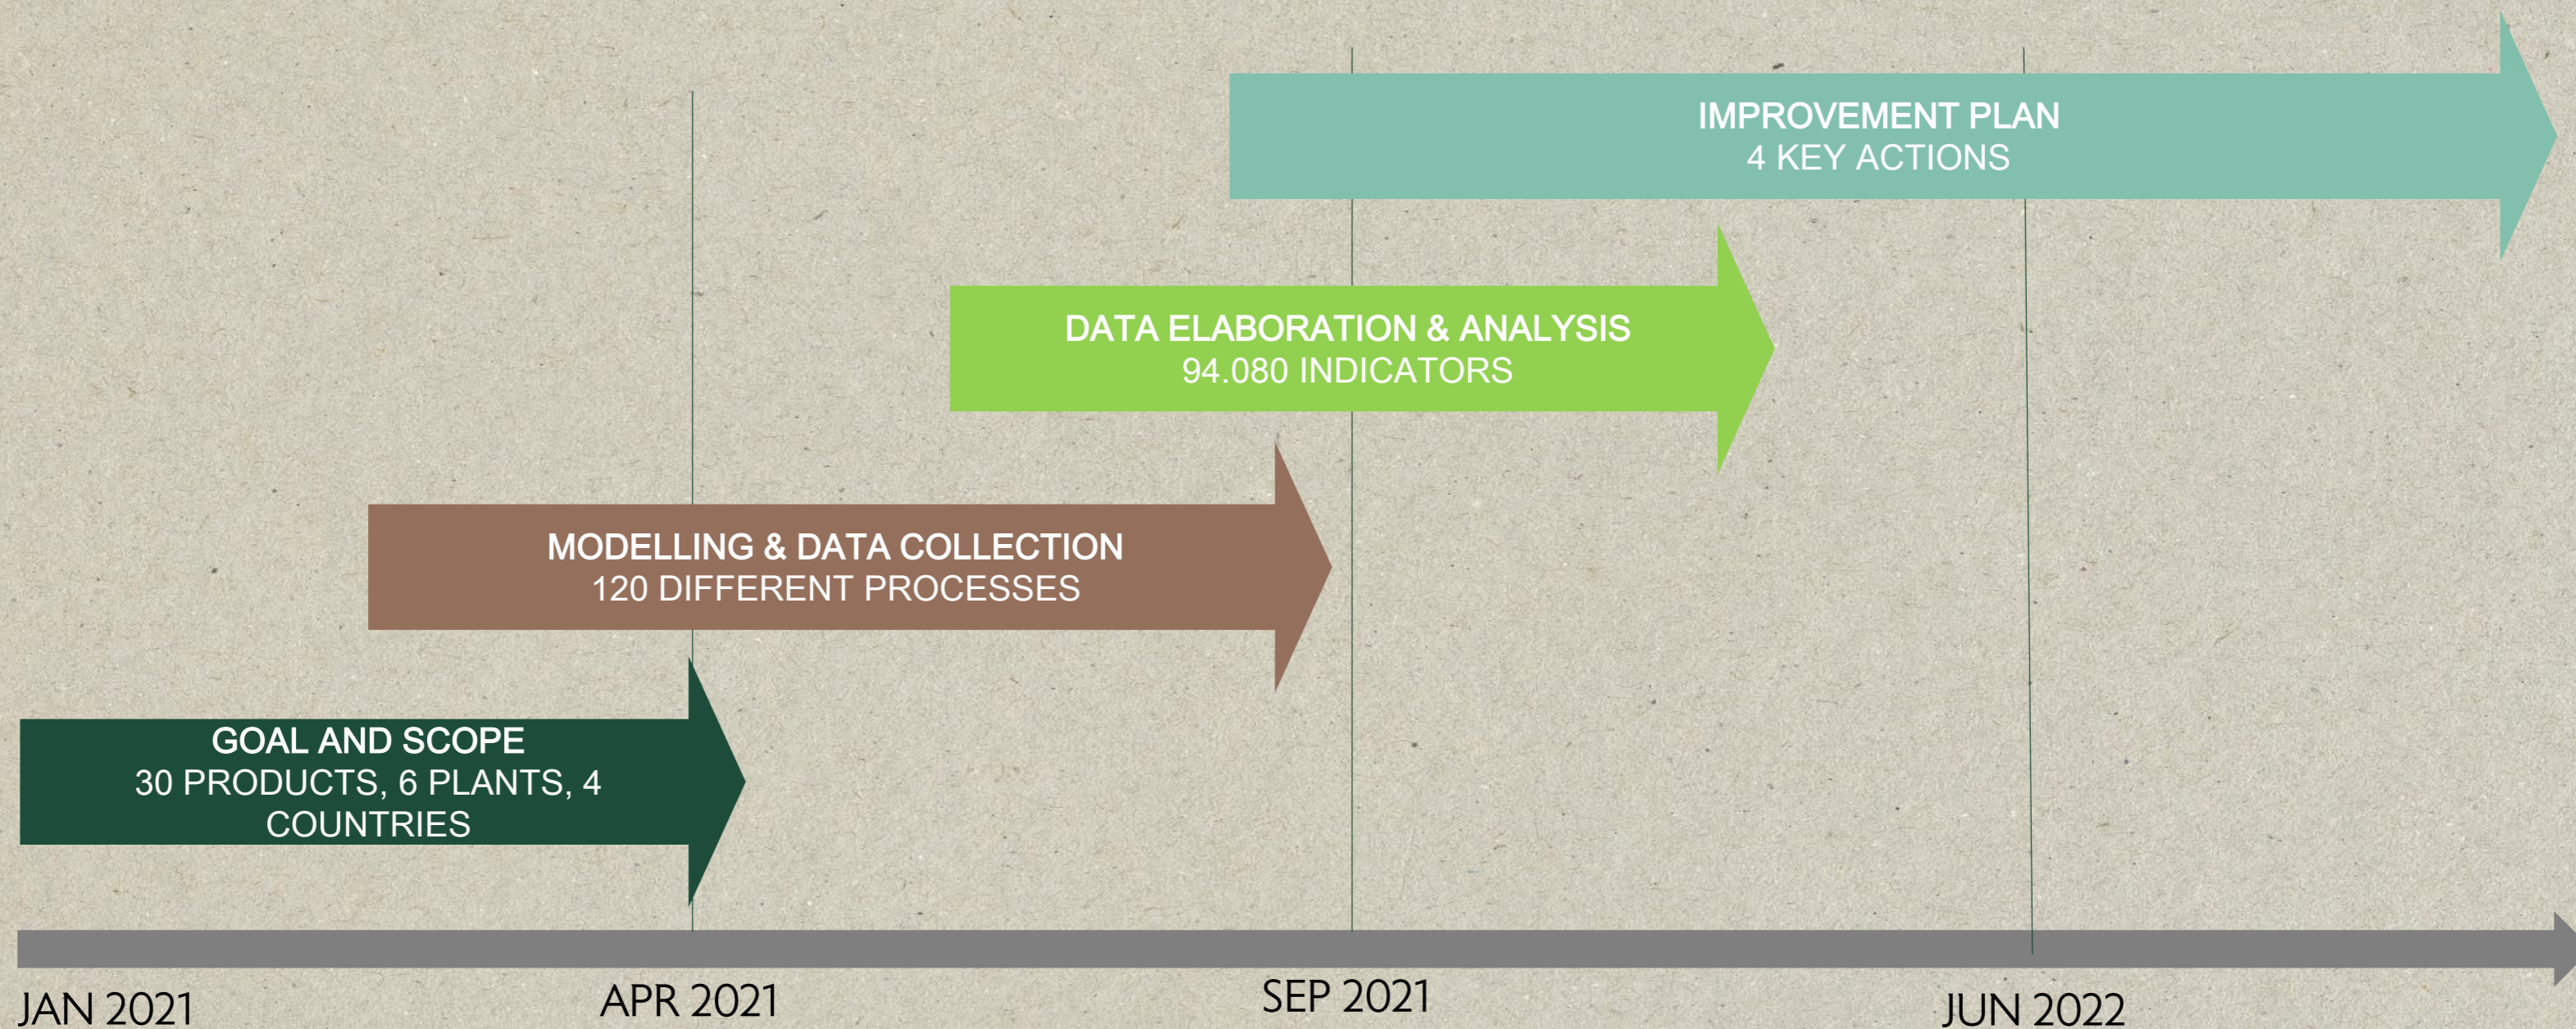 IMPROVEMENT PLAN
4 KEY ACTIONS
DATA ELABORATION & ANALYSIS
94.080 INDICATORS
MODELLING & DATA COLLECTION
120 DIFFERENT PROCESSES
GOAL AND SCOPE
30 PRODUCTS, 6 PLANTS, 4
COUNTRIES
JAN 2021
APR 2021
SEP 2021
JUN 2022